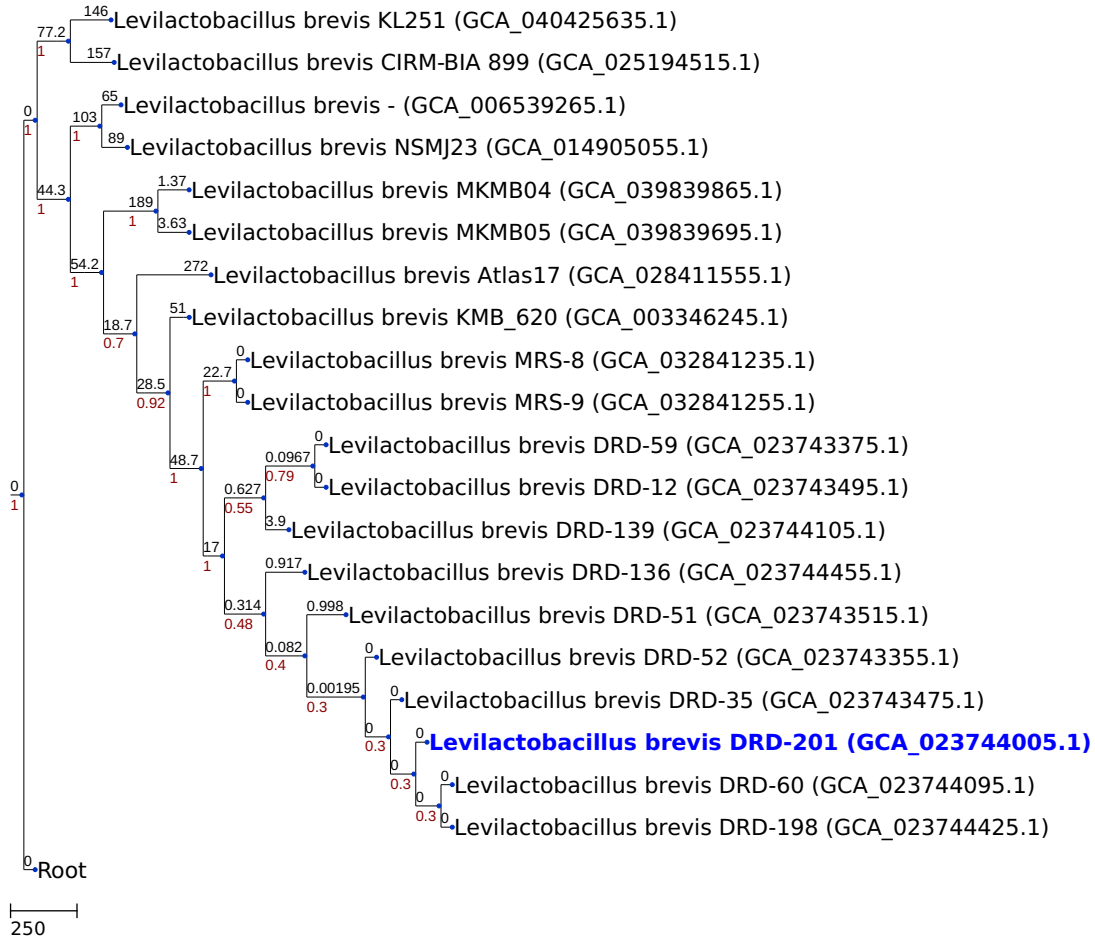 146 Levilactobacillus brevis KL251 (GCA_040425635.1)
77.2
1
157 Levilactobacillus brevis CIRM-BIA 899 (GCA_025194515.1)
65 Levilactobacillus brevis - (GCA_006539265.1)
0
103
1
1
89 Levilactobacillus brevis NSMJ23 (GCA_014905055.1)
1.37 Levilactobacillus brevis MKMB04 (GCA_039839865.1)
44.3
189
1
1
3.63 Levilactobacillus brevis MKMB05 (GCA_039839695.1)
54.2
1
272 Levilactobacillus brevis Atlas17 (GCA_028411555.1)
51 Levilactobacillus brevis KMB_620 (GCA_003346245.1)
18.7
0.7
0 Levilactobacillus brevis MRS-8 (GCA_032841235.1)
22.7
28.5
1
0.92
0 Levilactobacillus brevis MRS-9 (GCA_032841255.1)
0 Levilactobacillus brevis DRD-59 (GCA_023743375.1)
48.7
0.0967
1
0.79
0 Levilactobacillus brevis DRD-12 (GCA_023743495.1)
0
0.627
1
0.55
3.9 Levilactobacillus brevis DRD-139 (GCA_023744105.1)
17
1
0.917 Levilactobacillus brevis DRD-136 (GCA_023744455.1)
0.314
0.48
0.998 Levilactobacillus brevis DRD-51 (GCA_023743515.1)
0.082
0.4
0 Levilactobacillus brevis DRD-52 (GCA_023743355.1)
0.00195
0.3
0 Levilactobacillus brevis DRD-35 (GCA_023743475.1)
0
0.3
0 Levilactobacillus brevis DRD-201 (GCA_023744005.1)
0
0.3
0 Levilactobacillus brevis DRD-60 (GCA_023744095.1)
0
0.3
0 Levilactobacillus brevis DRD-198 (GCA_023744425.1)
0 Root
250